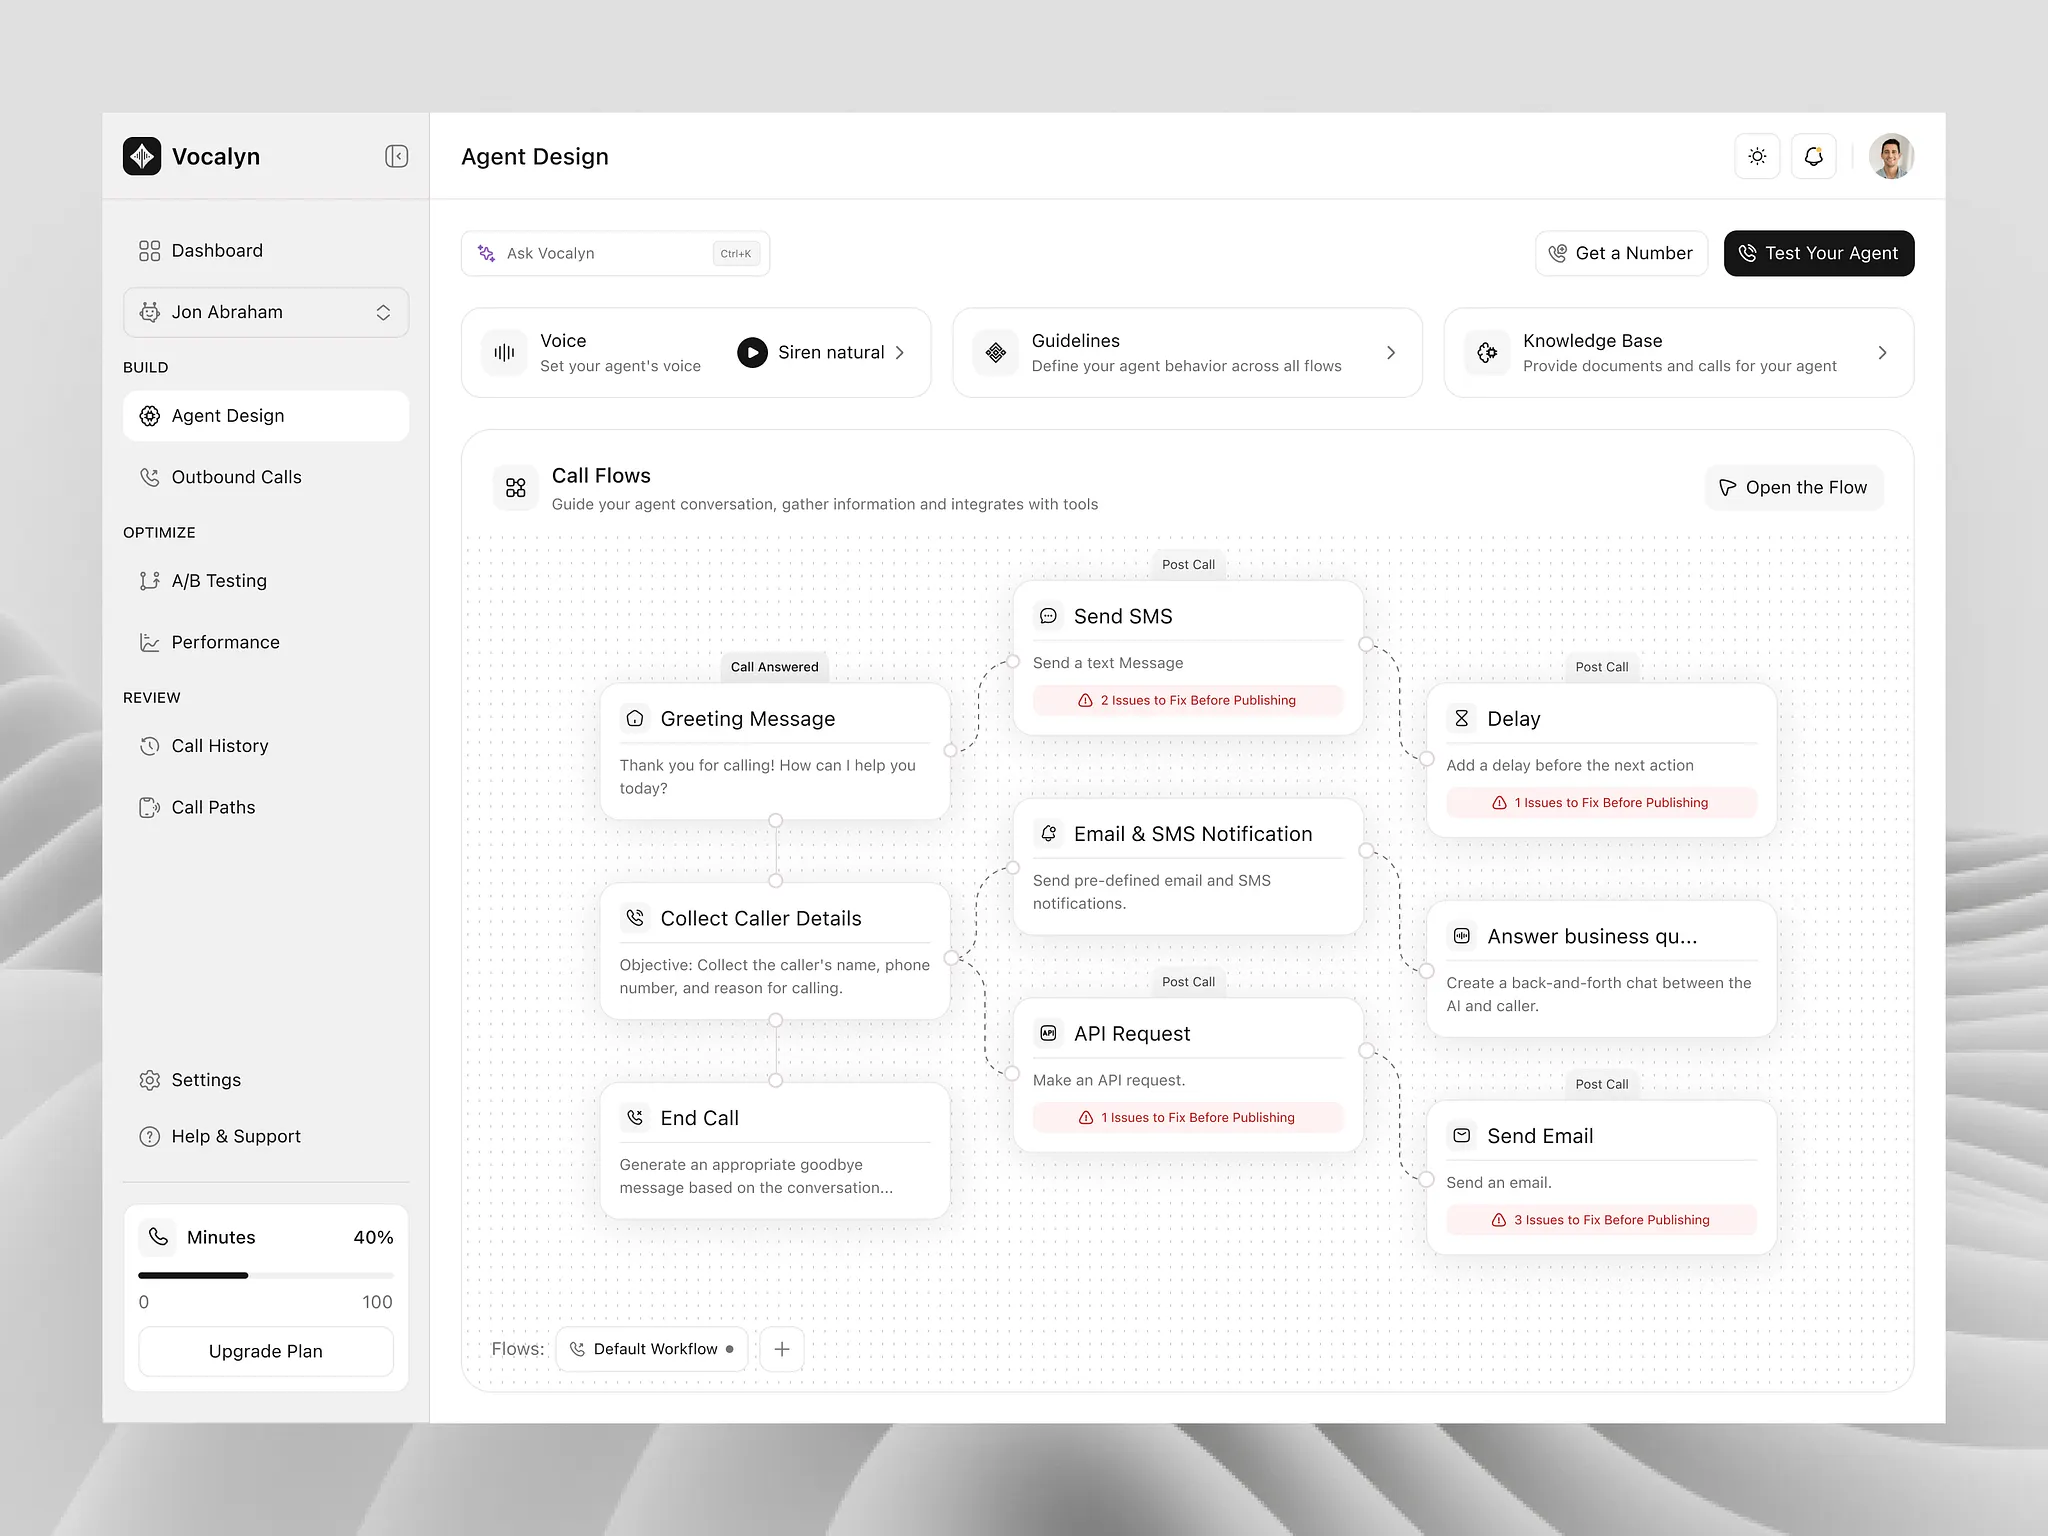 Vocalyn
Agent Design
Dashboard
Jon Abraham
BUILD
Agent Design
Outbound Calls
OPTIMIZE
A/B Testing
Performance
REVIEW
Call History
Call Paths
Settings
Help & Support
Minutes 40%
0 100
Upgrade Plan
Ask Vocalyn Ctrl+K
Get a Number
Test Your Agent
Voice
Set your agent's voice
Siren natural
Guidelines
Define your agent behavior across all flows
Knowledge Base
Provide documents and calls for your agent
Call Flows
Guide your agent conversation, gather information and integrates with tools
Open the Flow
Call Answered
Greeting Message
Thank you for calling! How can I help you
today?
Collect Caller Details
Objective: Collect the caller's name, phone
number, and reason for calling.
End Call
Generate an appropriate goodbye
message based on the conversation...
Post Call
Send SMS
Send a text Message
2 Issues to Fix Before Publishing
Email & SMS Notification
Send pre-defined email and SMS
notifications.
Post Call
API
API Request
Make an API request.
1 Issues to Fix Before Publishing
Post Call
Delay
Add a delay before the next action
1 Issues to Fix Before Publishing
Answer business qu...
Create a back-and-forth chat between the
AI and caller.
Post Call
Send Email
Send an email.
3 Issues to Fix Before Publishing
Flows:
Default Workflow